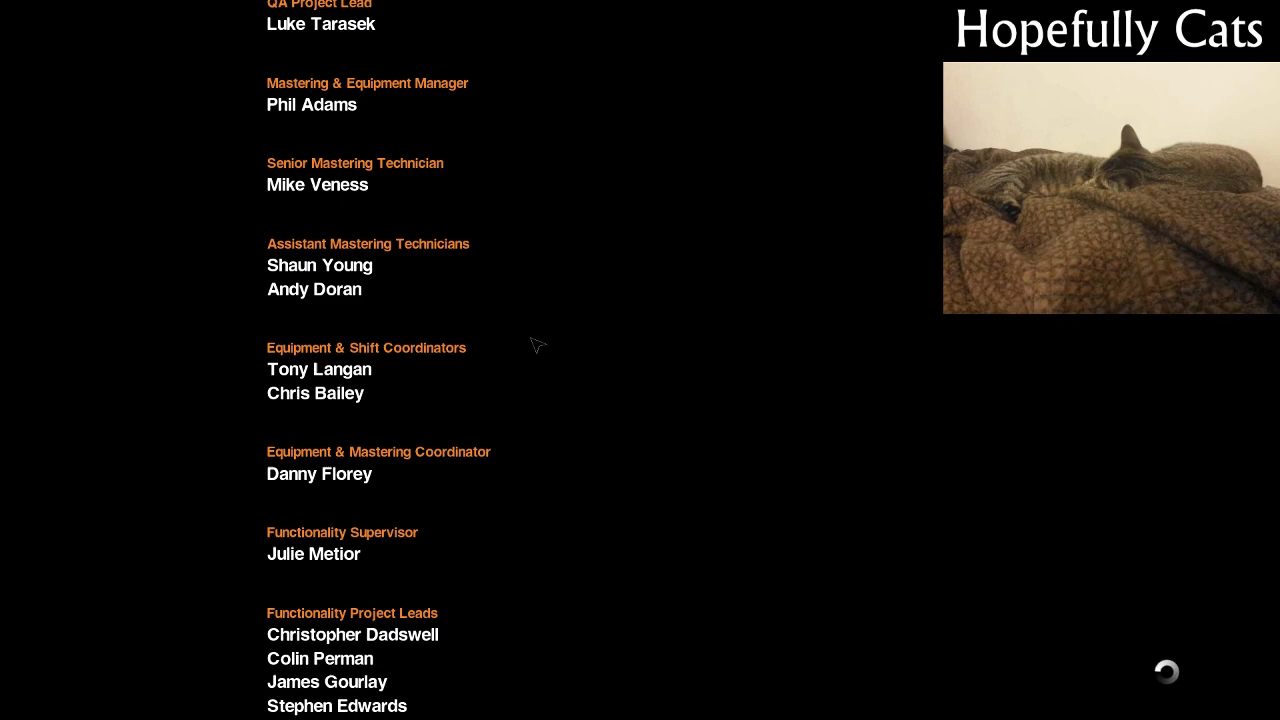 QA Project Lead
Luke Tarasek
Mastering & Equipment Manager
Phil Adams
Senior Mastering Technician
Mike Veness
Assistant Mastering Technicians
Shaun Young
Andy Doran
Equipment & Shift Coordinators
Tony Langan
Chris Bailey
Equipment & Mastering Coordinator
Danny Florey
Functionality Supervisor
Julie Metior
Functionality Project Leads
Christopher Dadswell
Colin Perman
James Gourlay
Stephen Edwards
Hopefully Cats